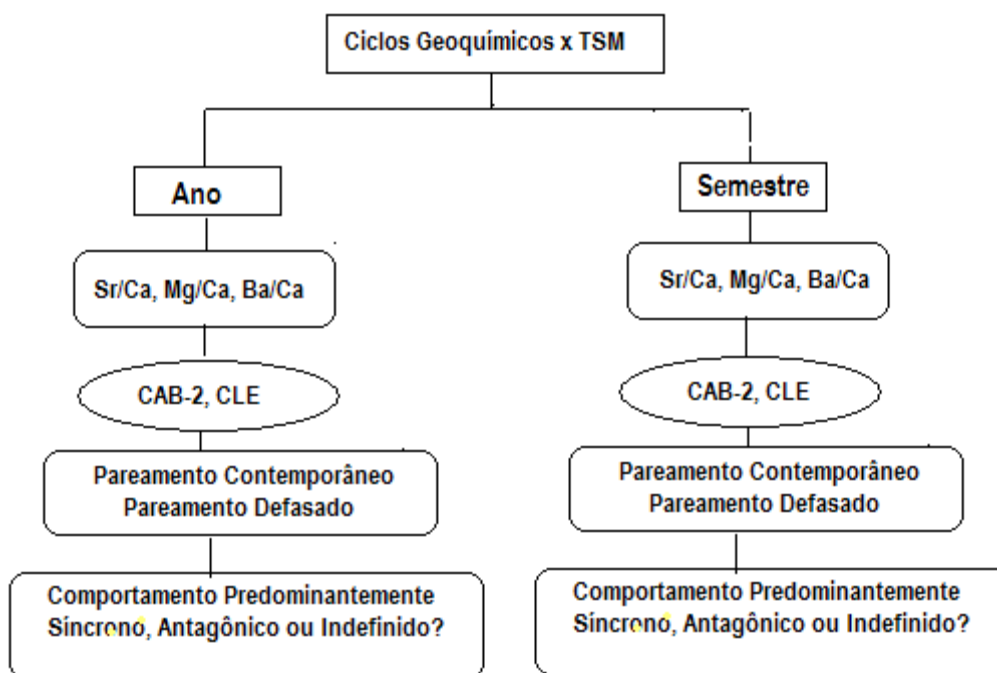 Ciclos Geoquímicos x TSM
Ano
Sr/Ca, Mg/Ca, Ba/Ca
CAB-2, CLE
Pareamento Contemporâneo
Pareamento Defasado
Comportamento Predominantemente
Síncrono, Antagônico ou Indefinido?
Semestre
Sr/Ca, Mg/Ca, Ba/Ca
CAB-2, CLE
Pareamento Contemporâneo
Pareamento Defasado
Comportamento Predominantemente
Síncrono, Antagônico ou Indefinido?